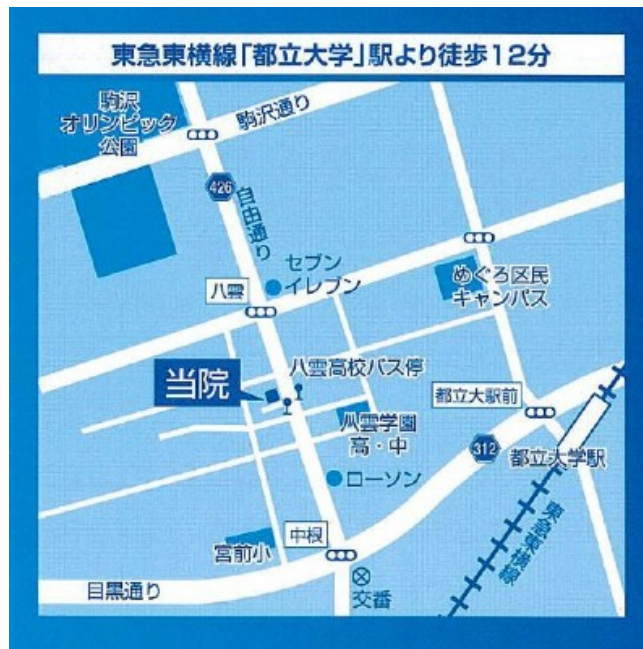 東急東横線「都立大学」駅より徒歩12分
駒沢
オリンピック
公園
駒沢通り
426
自由通り
セブン
イレブン
八雲
めぐろ区民
キャンパス
当院
八雲高校バス停
都立大駅前
八雲学園
高・中
312
都立大学駅
ローソン
東急東横線
宮前小
中根
目黒通り
交番